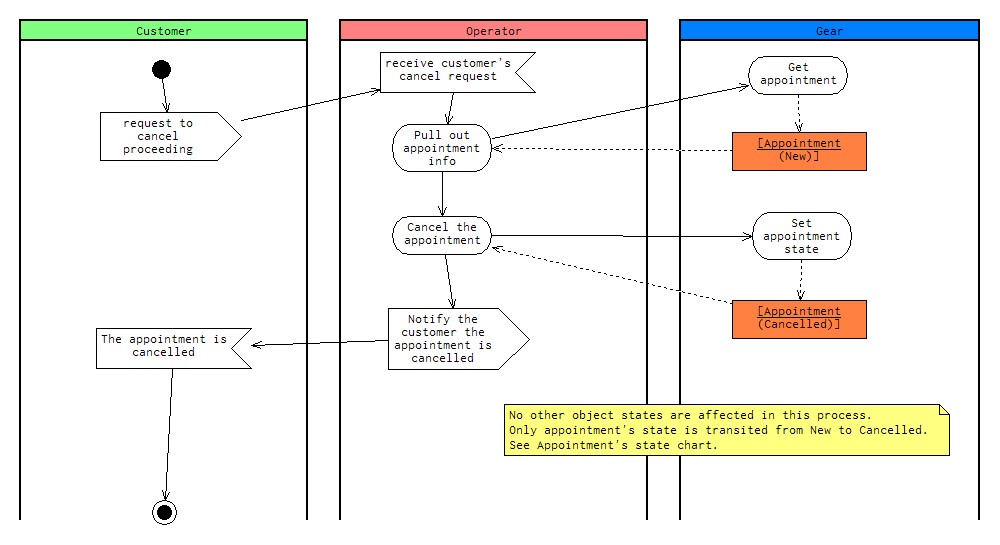 Customer
Operator
Gear
request to
cancel
proceeding
receive customer's
cancel request
Get
appointment
Pull out
appointment
info
[Appointment
(New)]
Cancel the
appointment
Set
appointment
state
[Appointment
(Cancelled)]
Notify the
customer the
appointment is
cancelled
The appointment is
cancelled
No other object states are affected in this process.
Only appointment's state is transited from New to Cancelled.
See Appointment's state chart.